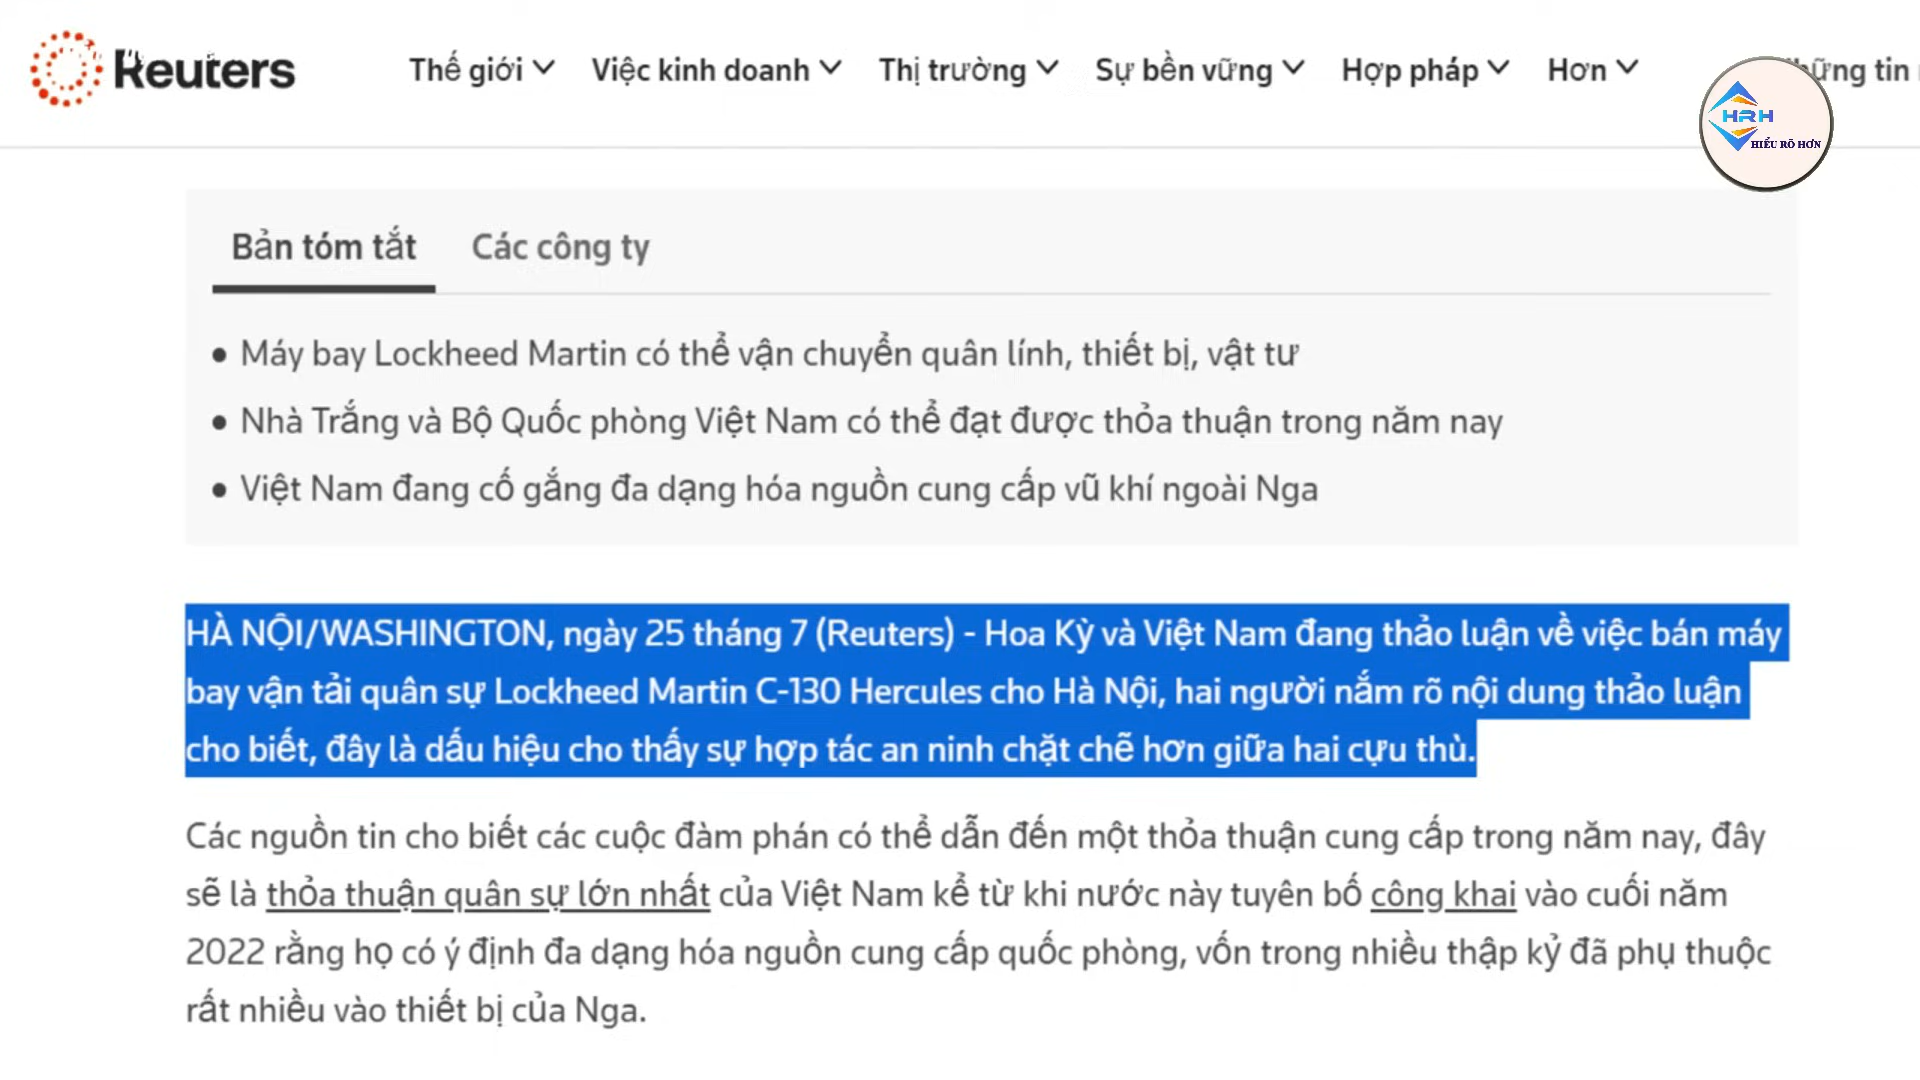 Reuters
Thế giới Việc kinh doanh Thị trường Sự bền vững Hợp pháp Hơn
tin
HRH
HIỂU RÕ HƠN
Bản tóm tắt Các công ty
• Máy bay Lockheed Martin có thể vận chuyển quân lính, thiết bị, vật tư
• Nhà Trắng và Bộ Quốc phòng Việt Nam có thể đạt được thỏa thuận trong năm nay
• Việt Nam đang cố gắng đa dạng hóa nguồn cung cấp vũ khí ngoài Nga
HÀ NỘI/WASHINGTON, ngày 25 tháng 7 (Reuters) - Hoa Kỳ và Việt Nam đang thảo luận về việc bán máy
bay vận tải quân sự Lockheed Martin C-130 Hercules cho Hà Nội, hai người nắm rõ nội dung thảo luận
cho biết, đây là dấu hiệu cho thấy sự hợp tác an ninh chặt chẽ hơn giữa hai cựu thù.
Các nguồn tin cho biết các cuộc đàm phán có thể dẫn đến một thỏa thuận cung cấp trong năm nay, đây
sẽ là thỏa thuận quân sự lớn nhất của Việt Nam kể từ khi nước này tuyên bố công khai vào cuối năm
2022 rằng họ có ý định đa dạng hóa nguồn cung cấp quốc phòng, vốn trong nhiều thập kỷ đã phụ thuộc
rất nhiều vào thiết bị của Nga.